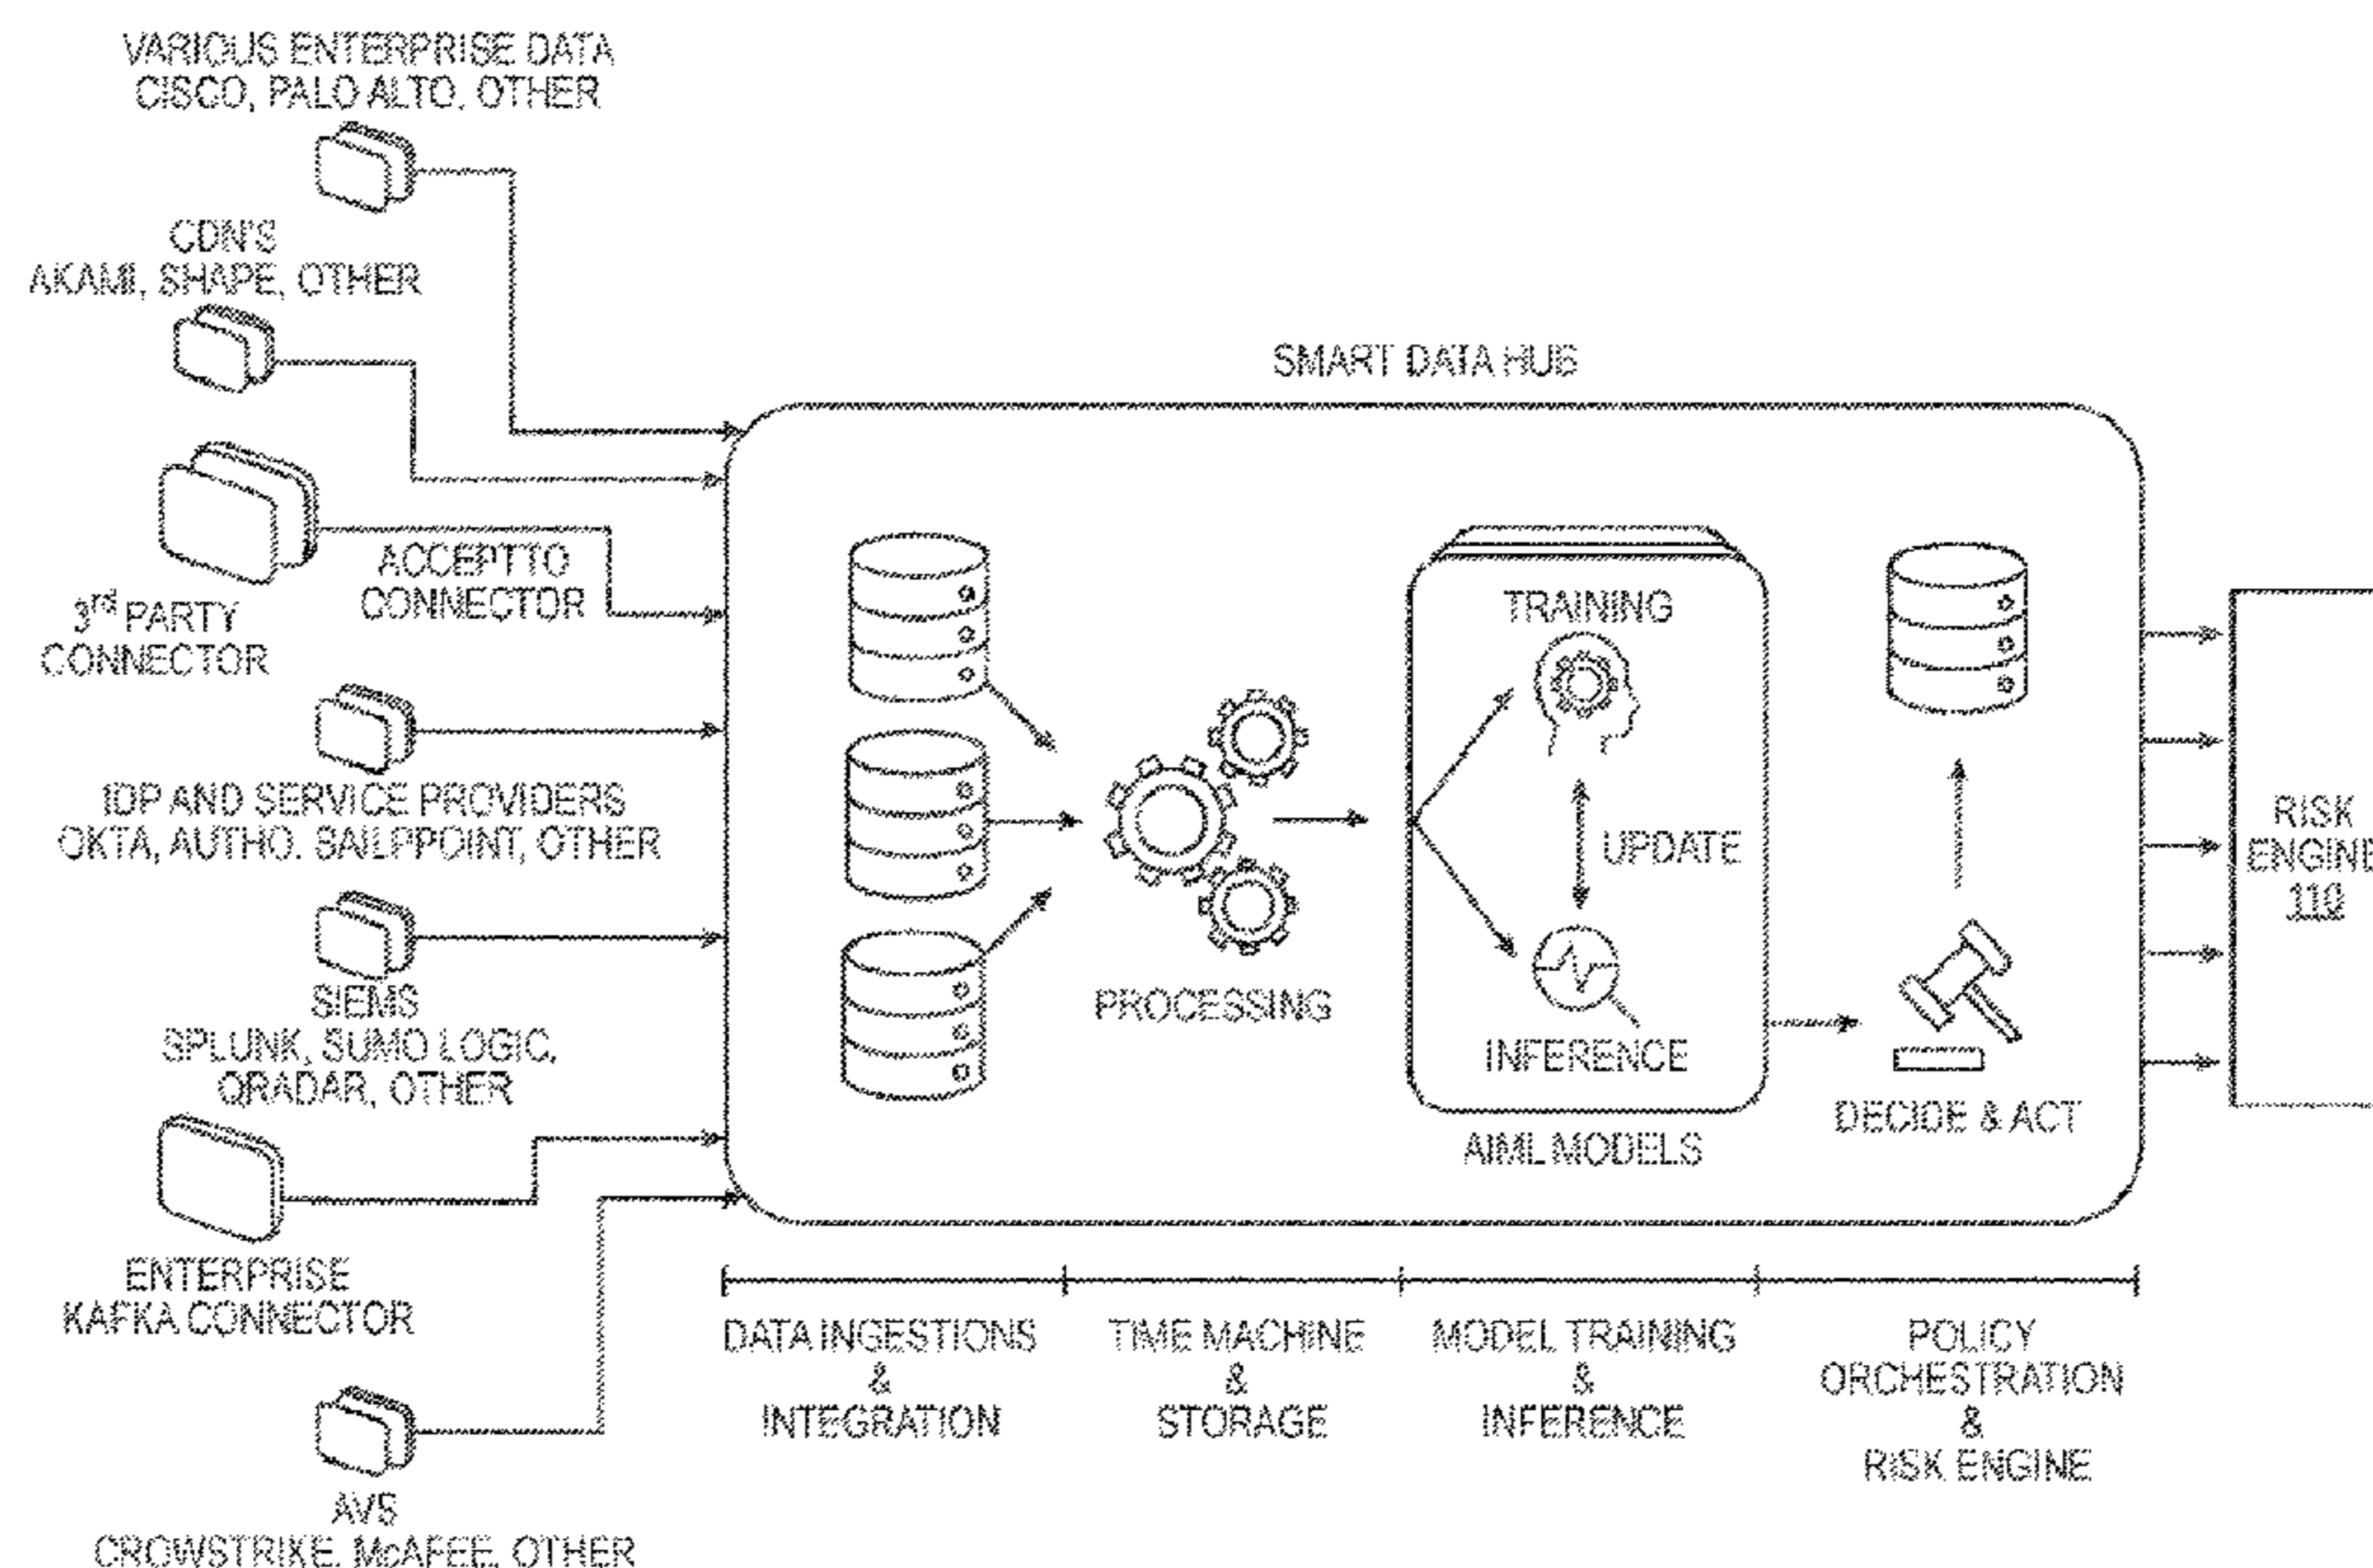 VARIOUS ENTERPRISE DATA
CISCO, PALO ALTO, OTHER
CDN'S
AKAMII, SHAPE, OTHER
SMART DATA HUB
ACCEPTTO
CONNECTOR
3rd PARTY
CONNECTOR
IDP AND SERVICE PROVIDERS
OKTA, AUTHO. SAILPPOINT, OTHER
SIEMS
SPLUNK, SUMO LOGIC,
QRADAR, OTHER
ENTERPRISE
KAFKA CONNECTOR
AVS
CROWSTRIKE, McAFEE, OTHER
PROCESSING
TRAINING
UPDATE
INFERENCE
AIML MODELS
DECIDE & ACT
RISK
ENGINE
110
DATA INGESTIONS
&
INTEGRATION
TIME MACHINE
&
STORAGE
MODEL TRAINING
&
INFERENCE
POLICY
ORCHESTRATION
&
RISK ENGINE